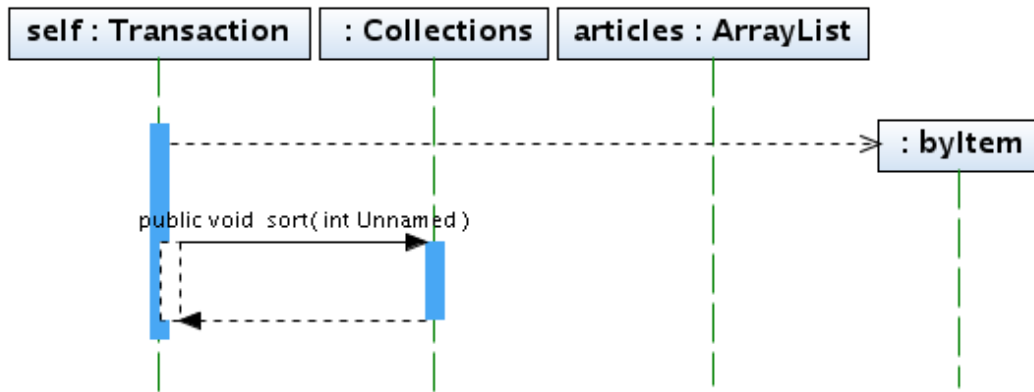 self : Transaction
: Collections
articles : ArrayList
: byItem
public void sort( int Unnamed )